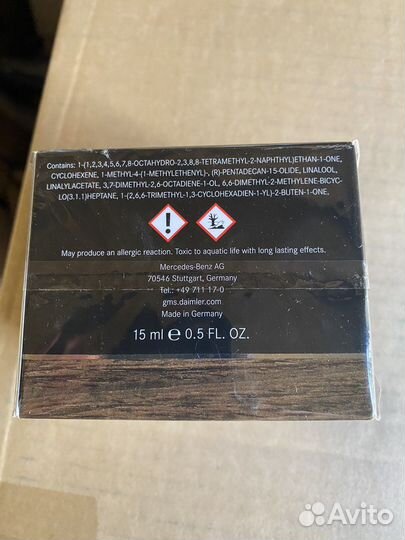 Contains: 1-(1,2,3,4,5,6,7,8-OCTAHYDRO-2,3,8,8-TETRAMETHYL-2-NAPHTHYL)ETHAN-1-ONE,
CYCLOHEXENE, 1-METHYL-4-(1-METHYLETHENYL)-, (R)-PENTADECAN-15-OLIDE, LINALOOL,
LINALYLACETATE, 3,7-DIMETHYL-2,6-OCTADIENE-1-OL, 6,6-DIMETHYL-2-METHYLENE-BICYC-
LO(3.1.1)HEPTANE, 1-(2,6,6-TRIMETHYL-1,3-CYCLOHEXADIEN-1-YL)-2-BUTEN-1-ONE.
May produce an allergic reaction. Toxic to aquatic life with long lasting effects.
Mercedes-Benz AG
70546 Stuttgart, Germany
Tel.: +49 711 17-0
gms.daimler.com
Made in Germany
15 ml ℮ 0.5 FL. OZ.
Avito